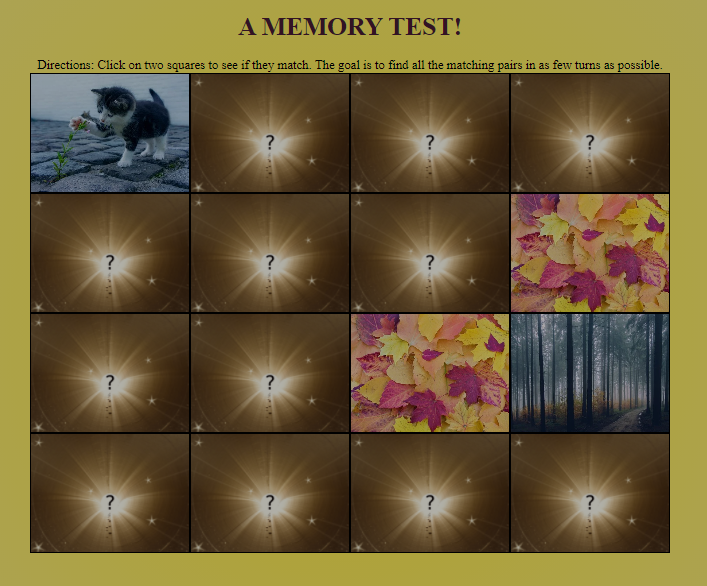 A MEMORY TEST!
Directions: Click on two squares to see if they match. The goal is to find all the matching pairs in as few turns as possible.
? ? ?
? ? ?
? ?
? ? ? ?